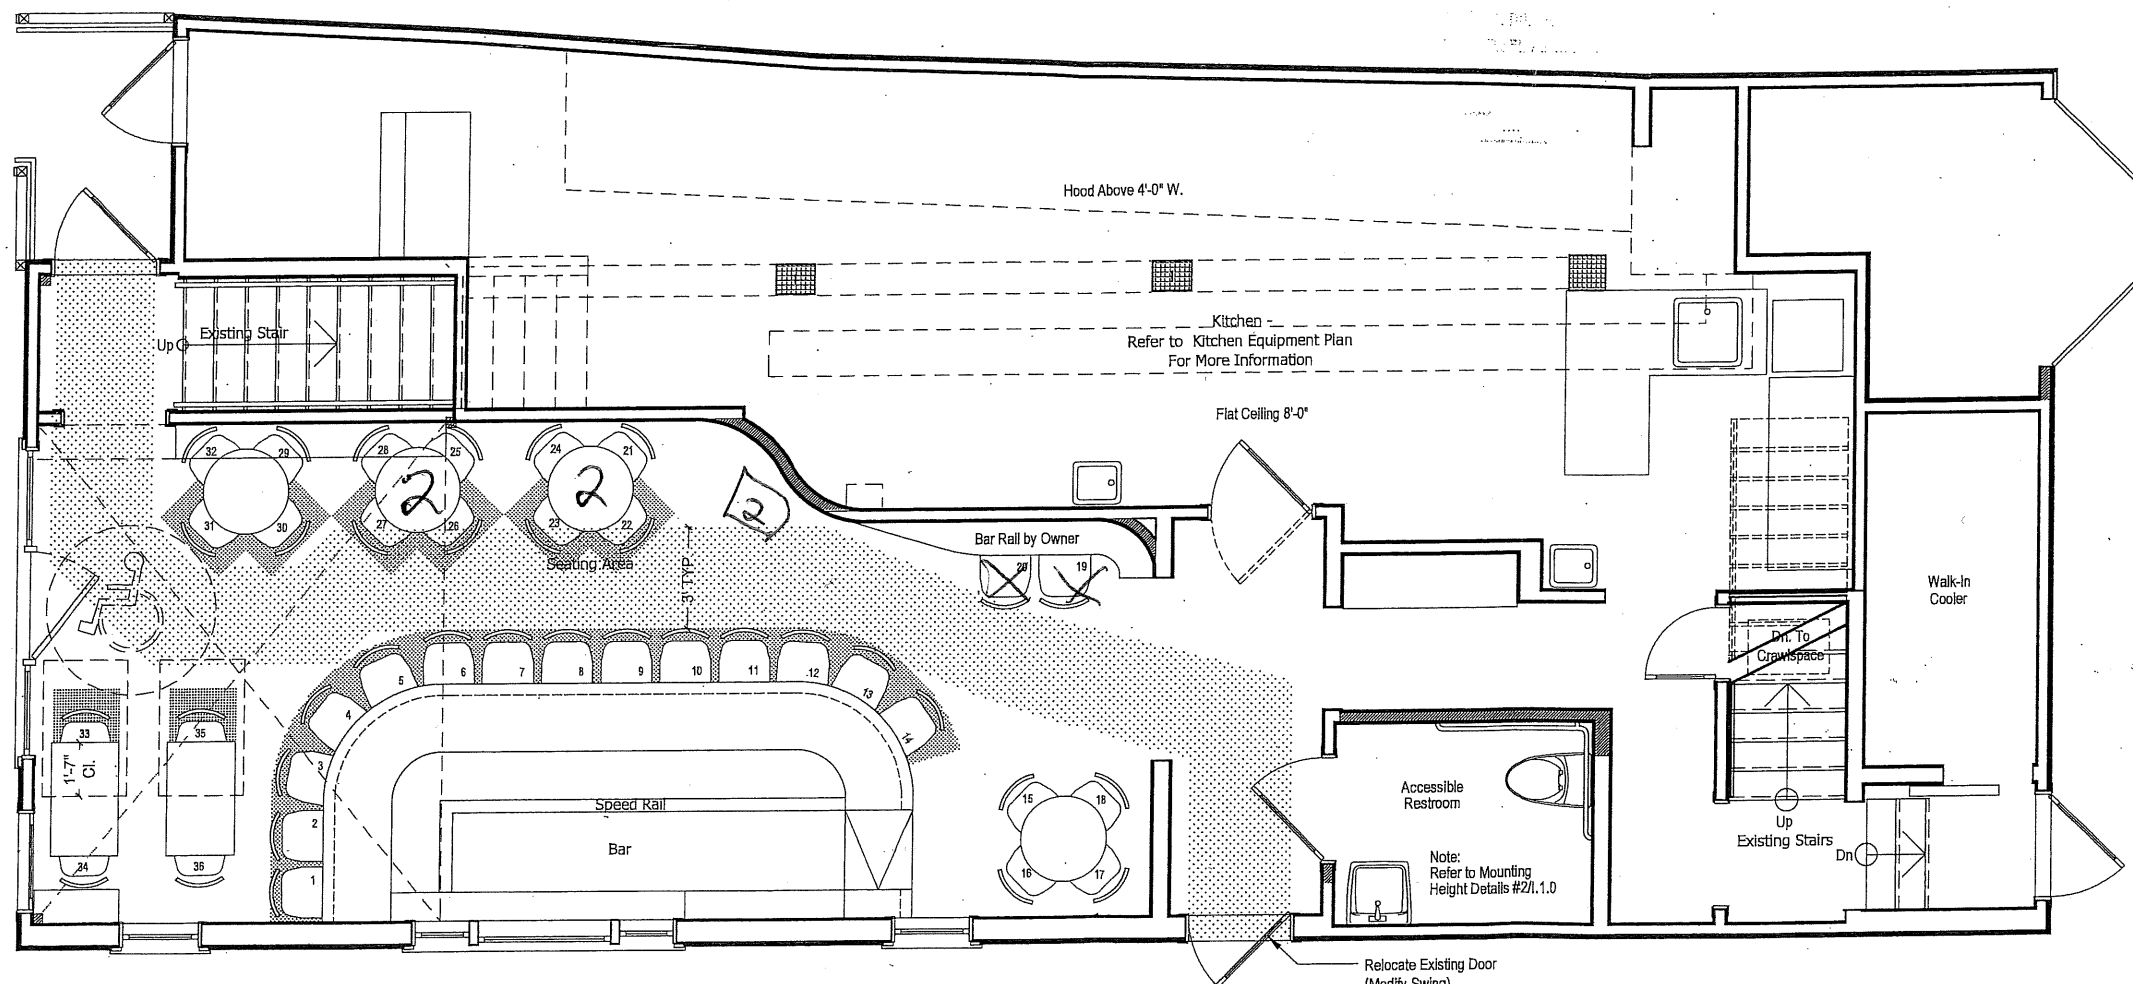 Hood Above 4'-0" W.
Kitchen -
Refer to Kitchen Equipment Plan
For More Information
Existing Stair
Up
Flat Ceiling 8'-0"
32
29
28
25
24
21
31
30
27
26
23
22
2
2
2
Seating Area
3' TYP.
Bar Rail by Owner
20
19
Walk-In
Cooler
Dn. To
Crawlspace
6
7
8
9
10
11
12
5
13
4
14
3
2
1
33
35
1'-7"
Cl.
34
36
Speed Rail
Bar
15
18
16
17
Accessible
Restroom
Note:
Refer to Mounting
Height Details #2/I.1.0
Up
Existing Stairs
Dn
Relocate Existing Door
(Modify Swing)